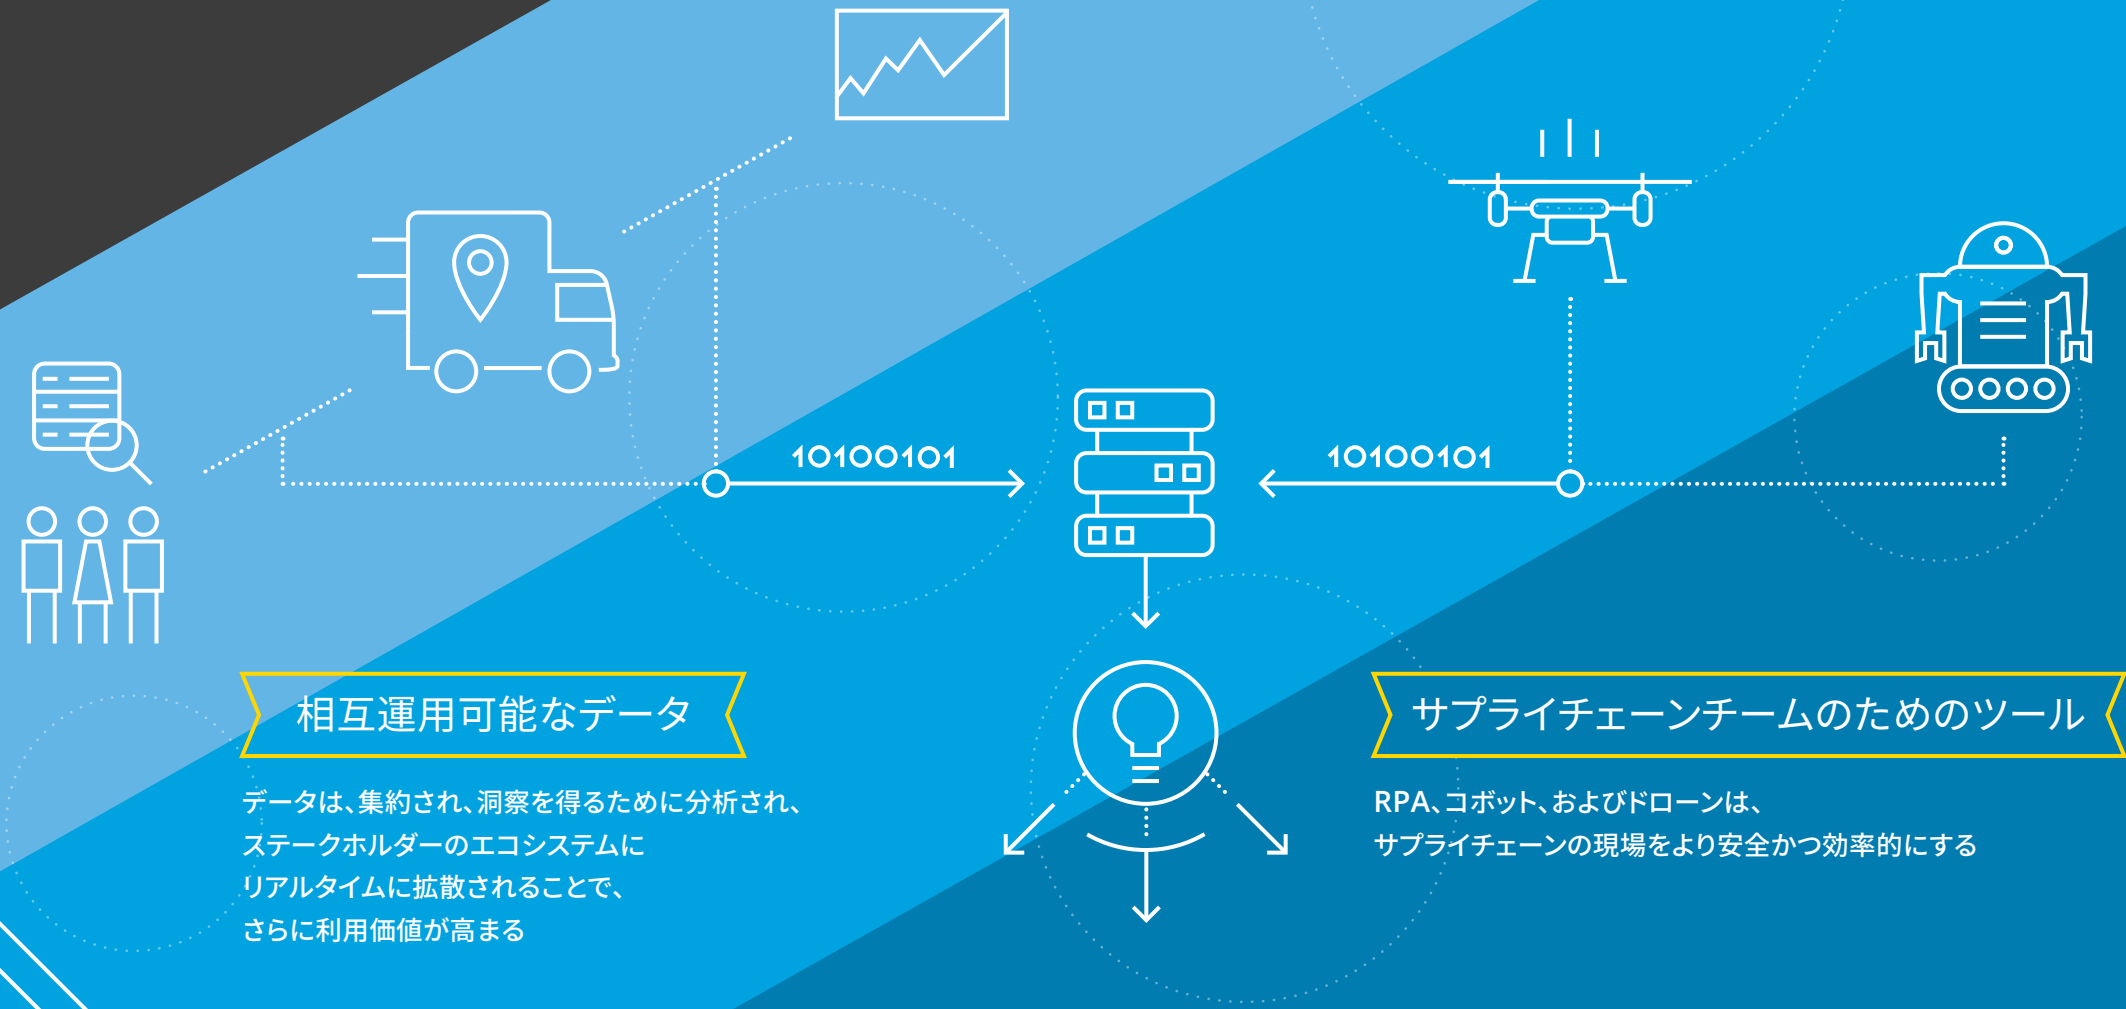 10100101
10100101
相互運用可能なデータ
データは、集約され、洞察を得るために分析され、
ステークホルダーのエコシステムに
リアルタイムに拡散されることで、
さらに利用価値が高まる
サプライチェーンチームのためのツール
RPA、コボット、およびドローンは、
サプライチェーンの現場をより安全かつ効率的にする